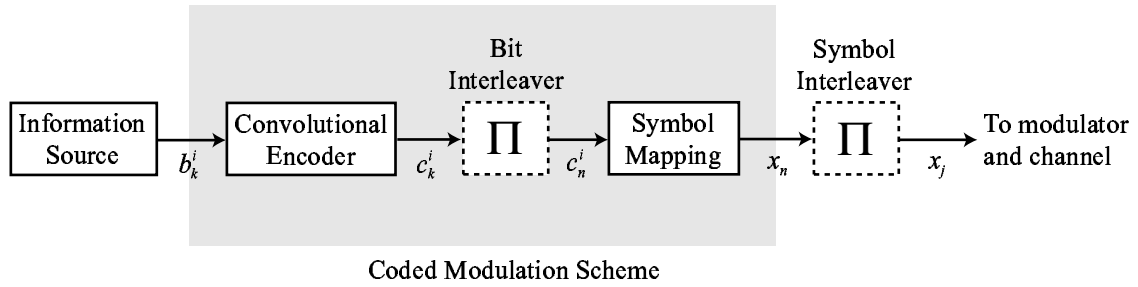 Bit
Interleaver
Symbol
Interleaver
Information
Source
Convolutional
Encoder
Π
Symbol
Mapping
Π
To modulator
and channel
b_k^i
c_k^i
c_n^i
x_n
x_j
Coded Modulation Scheme